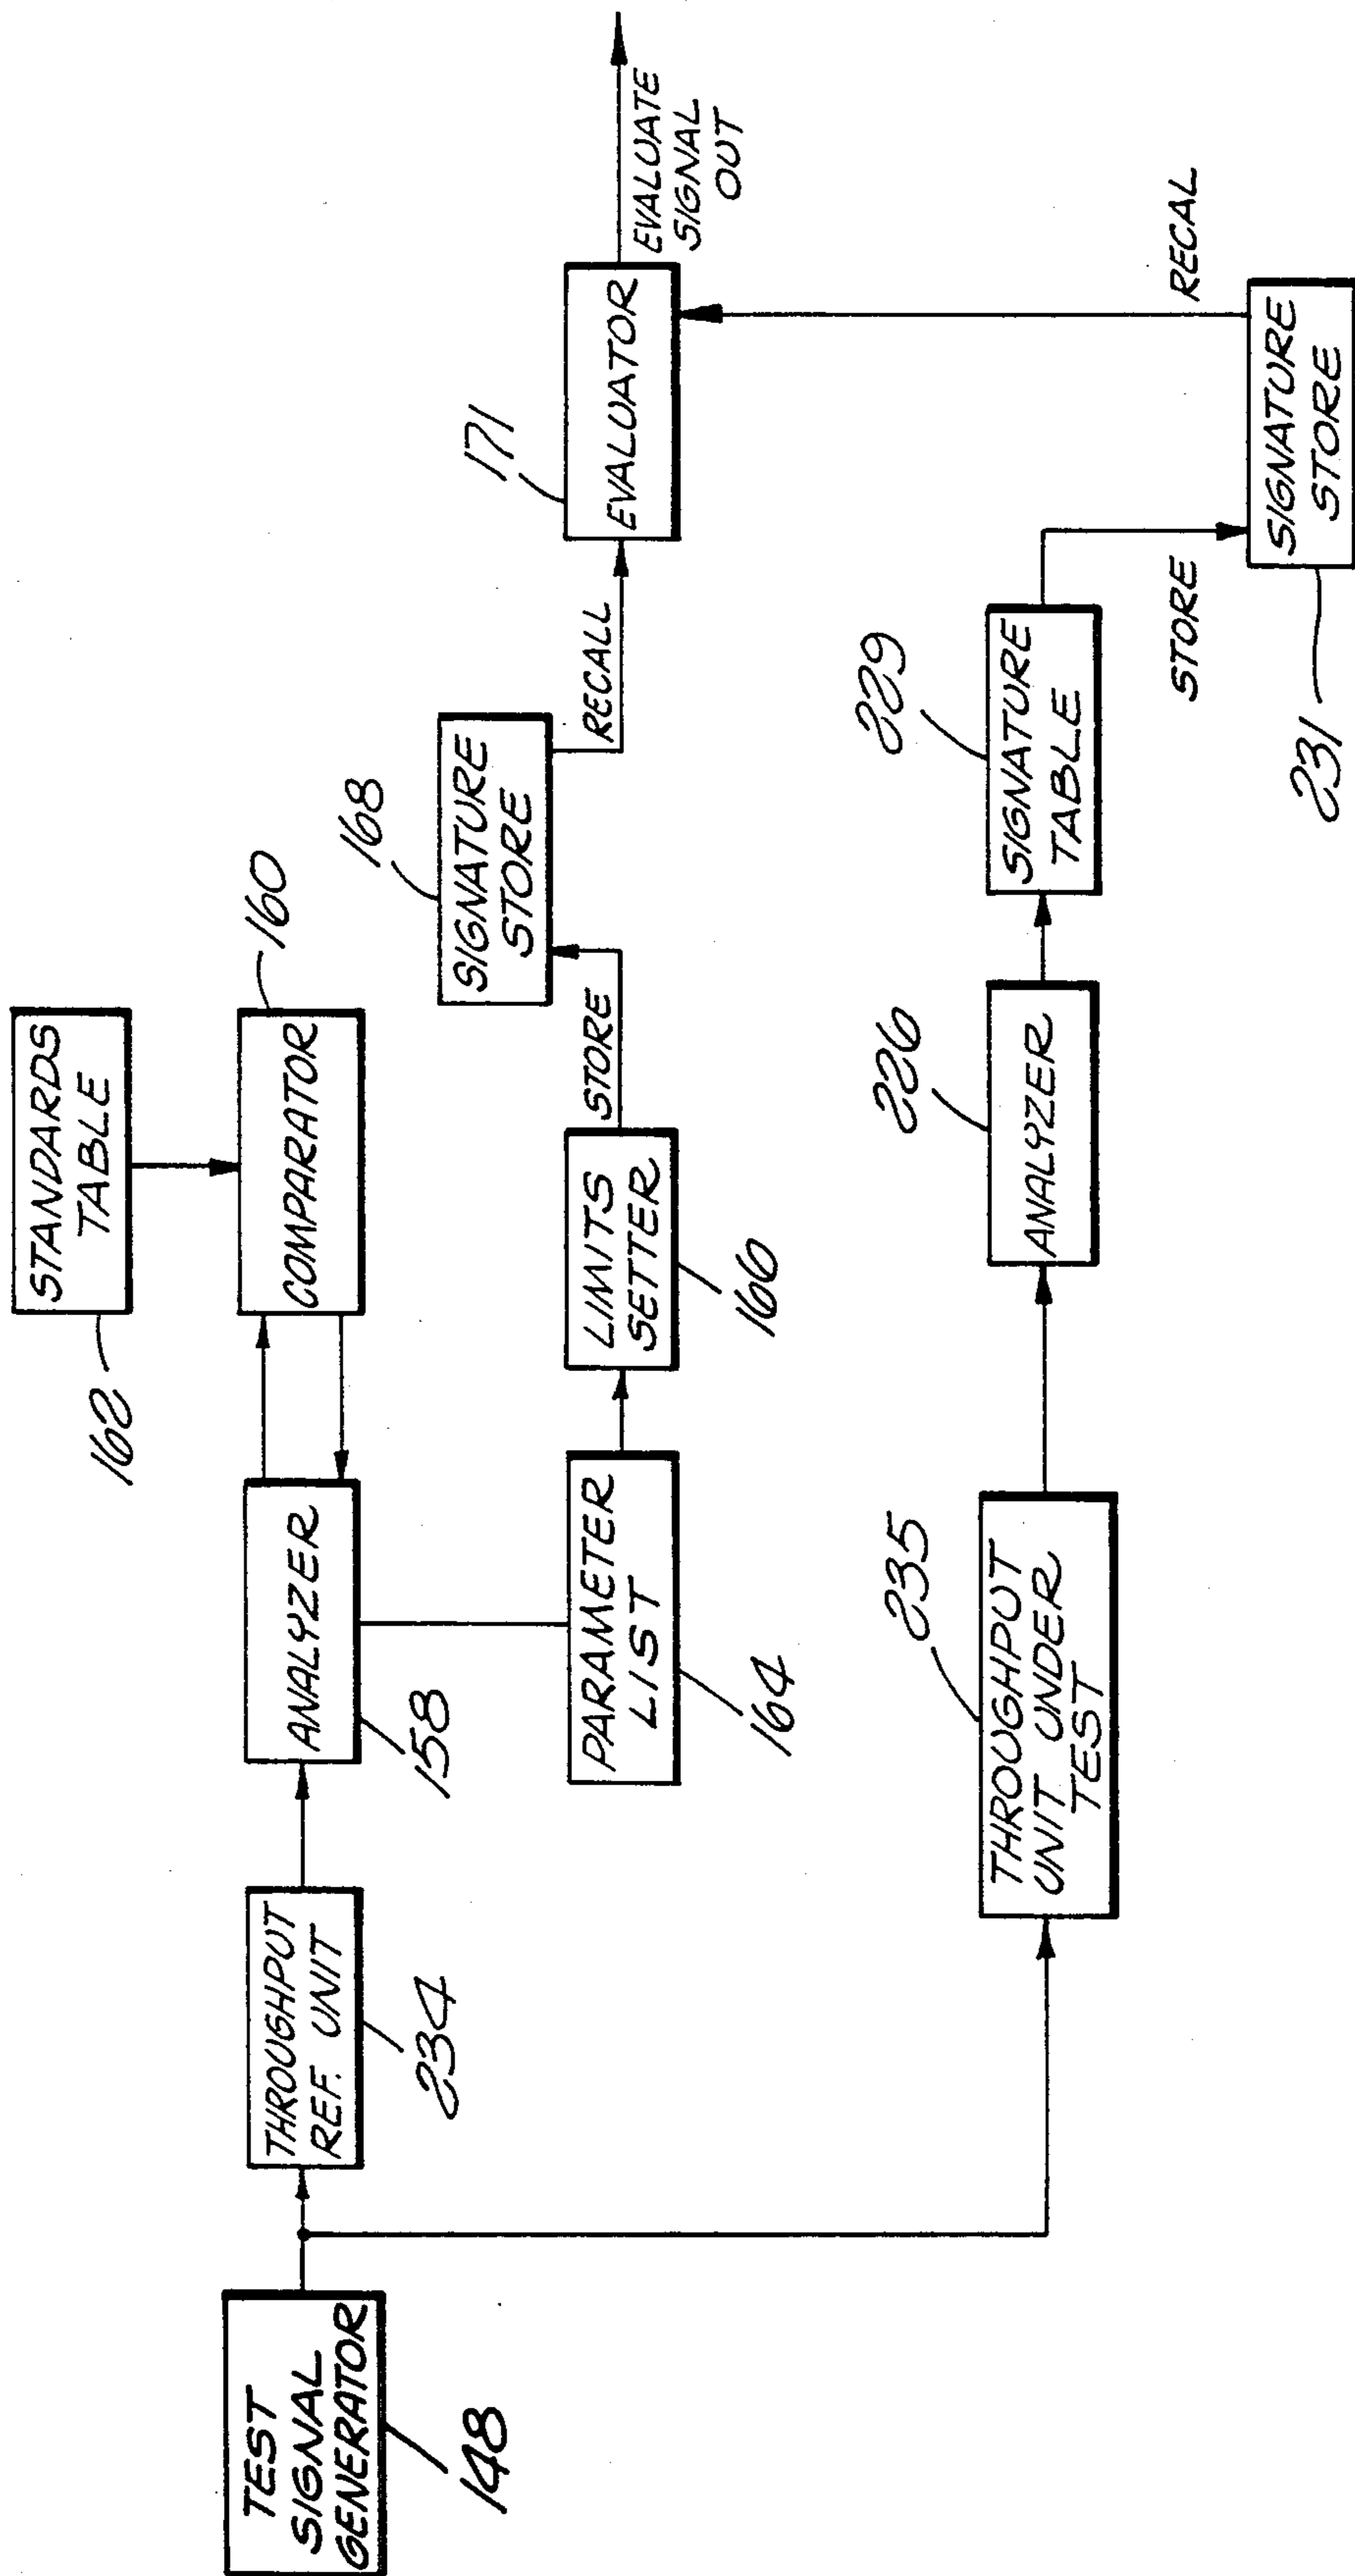 TEST
SIGNAL
GENERATOR
148
THROUGHPUT
REF. UNIT
234
ANALYZER
158
STANDARDS
TABLE
162
COMPARATOR
160
PARAMETER
LIST
164
LIMITS
SETTER
166
STORE
SIGNATURE
STORE
168
RECALL
EVALUATOR
171
EVALUATE
SIGNAL
OUT
THROUGHPUT
UNIT UNDER
TEST
235
ANALYZER
226
SIGNATURE
TABLE
229
STORE
SIGNATURE
STORE
231
RECAL